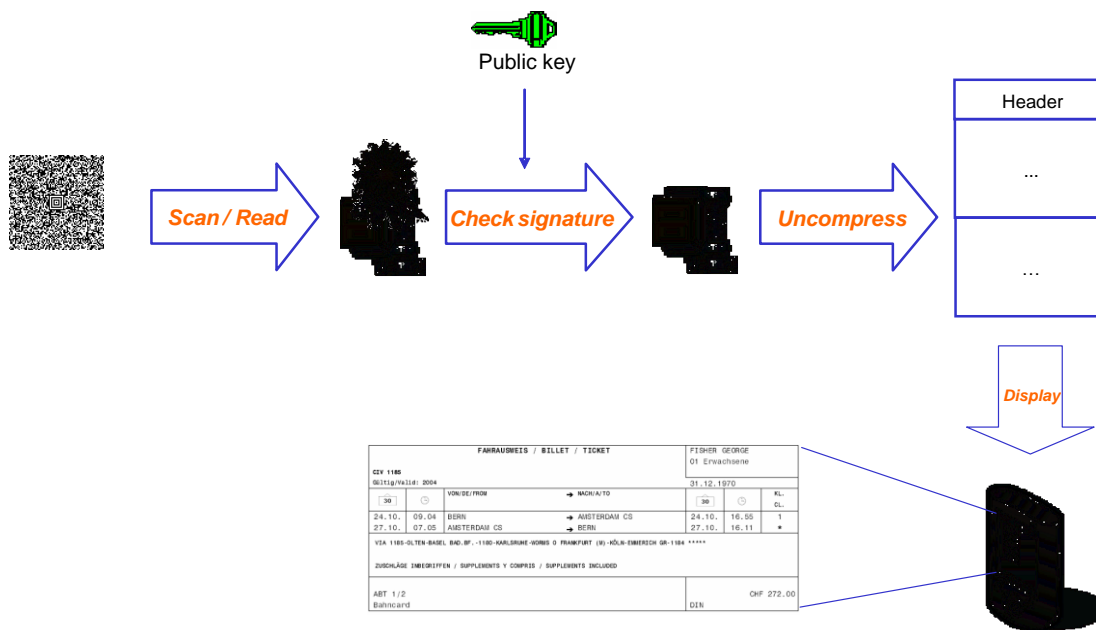 Public key
Header
...
Scan / Read
Check signature
Uncompress
...
Display
FAHRAUSWEIS / BILLET / TICKET
FISHER GEORGE
01 Erwachsene
CIV 1185
Gültig/Valid: 2004
31.12.1970
30 VON/DE/FROM → NACH/A/TO 30 KL.
CL.
24.10. 09.04 BERN → AMSTERDAM CS 24.10. 16.55 1
27.10. 07.05 AMSTERDAM CS → BERN 27.10. 16.11 *
VIA 1185-OLTEN-BASEL BAD.BF.-1180-KARLSRUHE-WORMS O FRANKFURT (M)-KÖLN-EMMERICH GR-1184 *****
ZUSCHLÄGE INBEGRIFFEN / SUPPLEMENTS Y COMPRIS / SUPPLEMENTS INCLUDED
ABT 1/2 CHF 272.00
Bahncard DIN